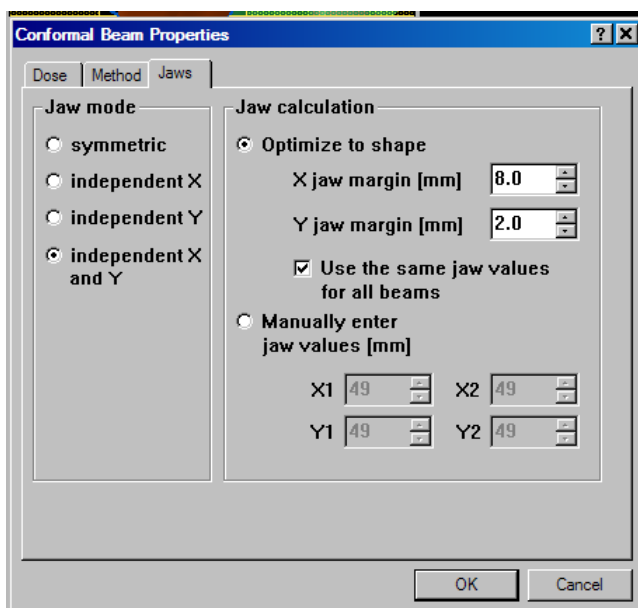 Conformal Beam Properties
Dose Method Jaws
Jaw mode
symmetric
independent X
independent Y
independent X
and Y
Jaw calculation
Optimize to shape
X jaw margin [mm] 8.0
Y jaw margin [mm] 2.0
Use the same jaw values
for all beams
Manually enter
jaw values [mm]
X1 49 X2 49
Y1 49 Y2 49
OK Cancel